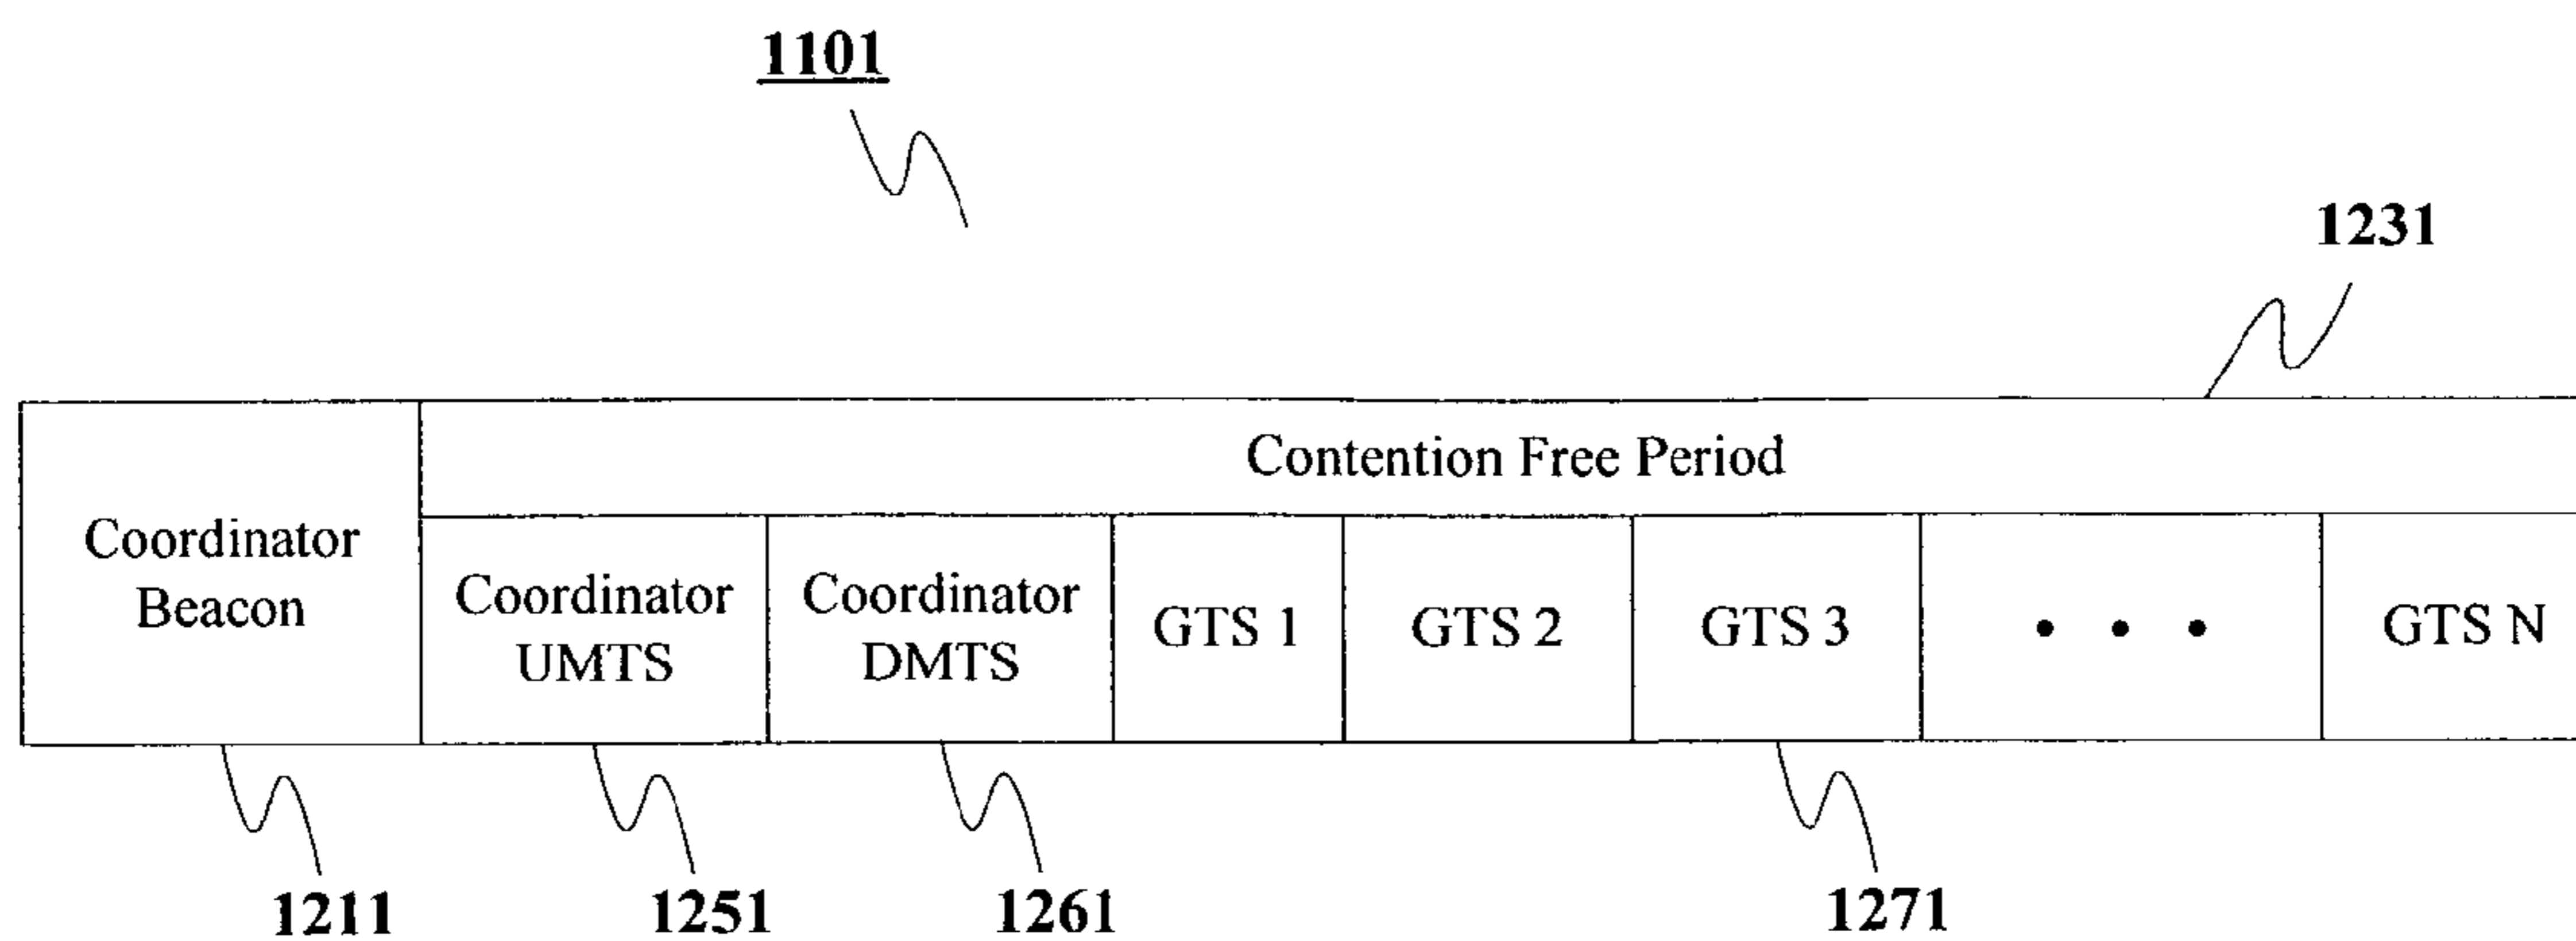 1101
1231
Contention Free Period
Coordinator
Beacon
Coordinator
UMTS
Coordinator
DMTS
GTS 1
GTS 2
GTS 3
• • •
GTS N
1211
1251
1261
1271